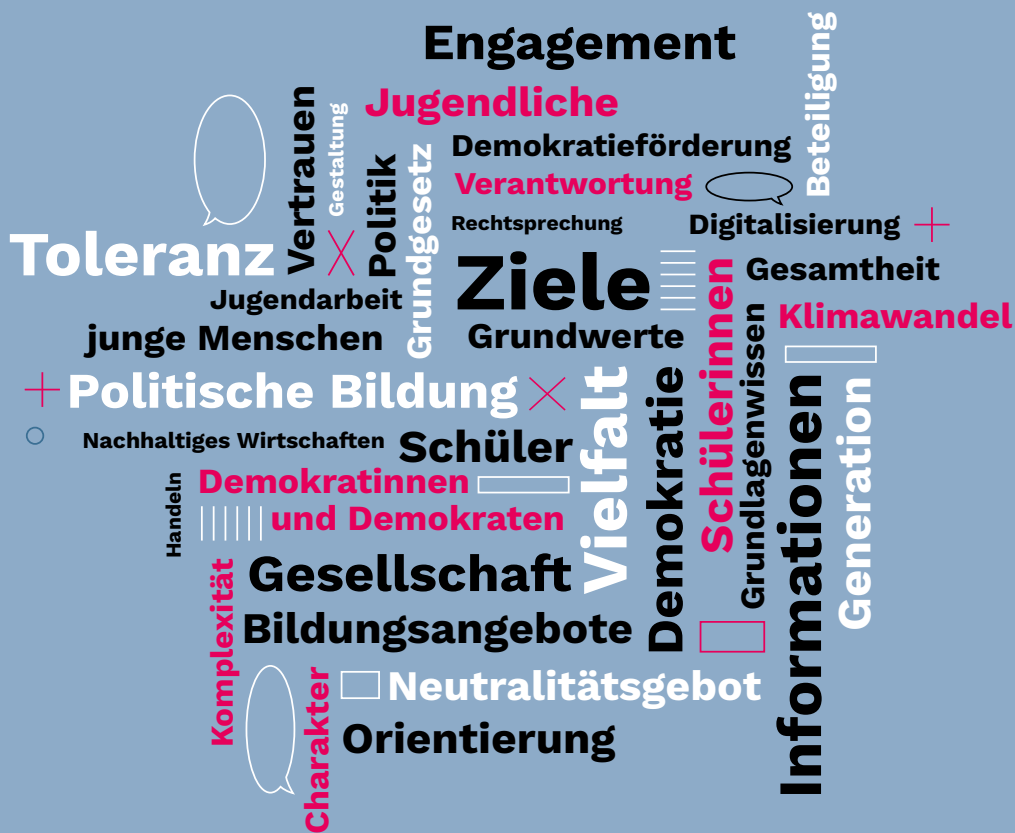 Engagement
Beteiligung
Jugendliche
Vertrauen
Gestaltung
Demokratieförderung
Politik
Grundgesetz
Verantwortung
Rechtsprechung
Digitalisierung
Toleranz
Ziele
Gesamtheit
Jugendarbeit
Schülerinnen
Klimawandel
junge Menschen
Grundwerte
Grundlagenwissen
Politische Bildung
Vielfalt
Demokratie
Informationen
Generation
Nachhaltiges Wirtschaften
Schüler
Handeln
Demokratinnen
und Demokraten
Gesellschaft
Komplexität
Bildungsangebote
Charakter
Neutralitätsgebot
Orientierung